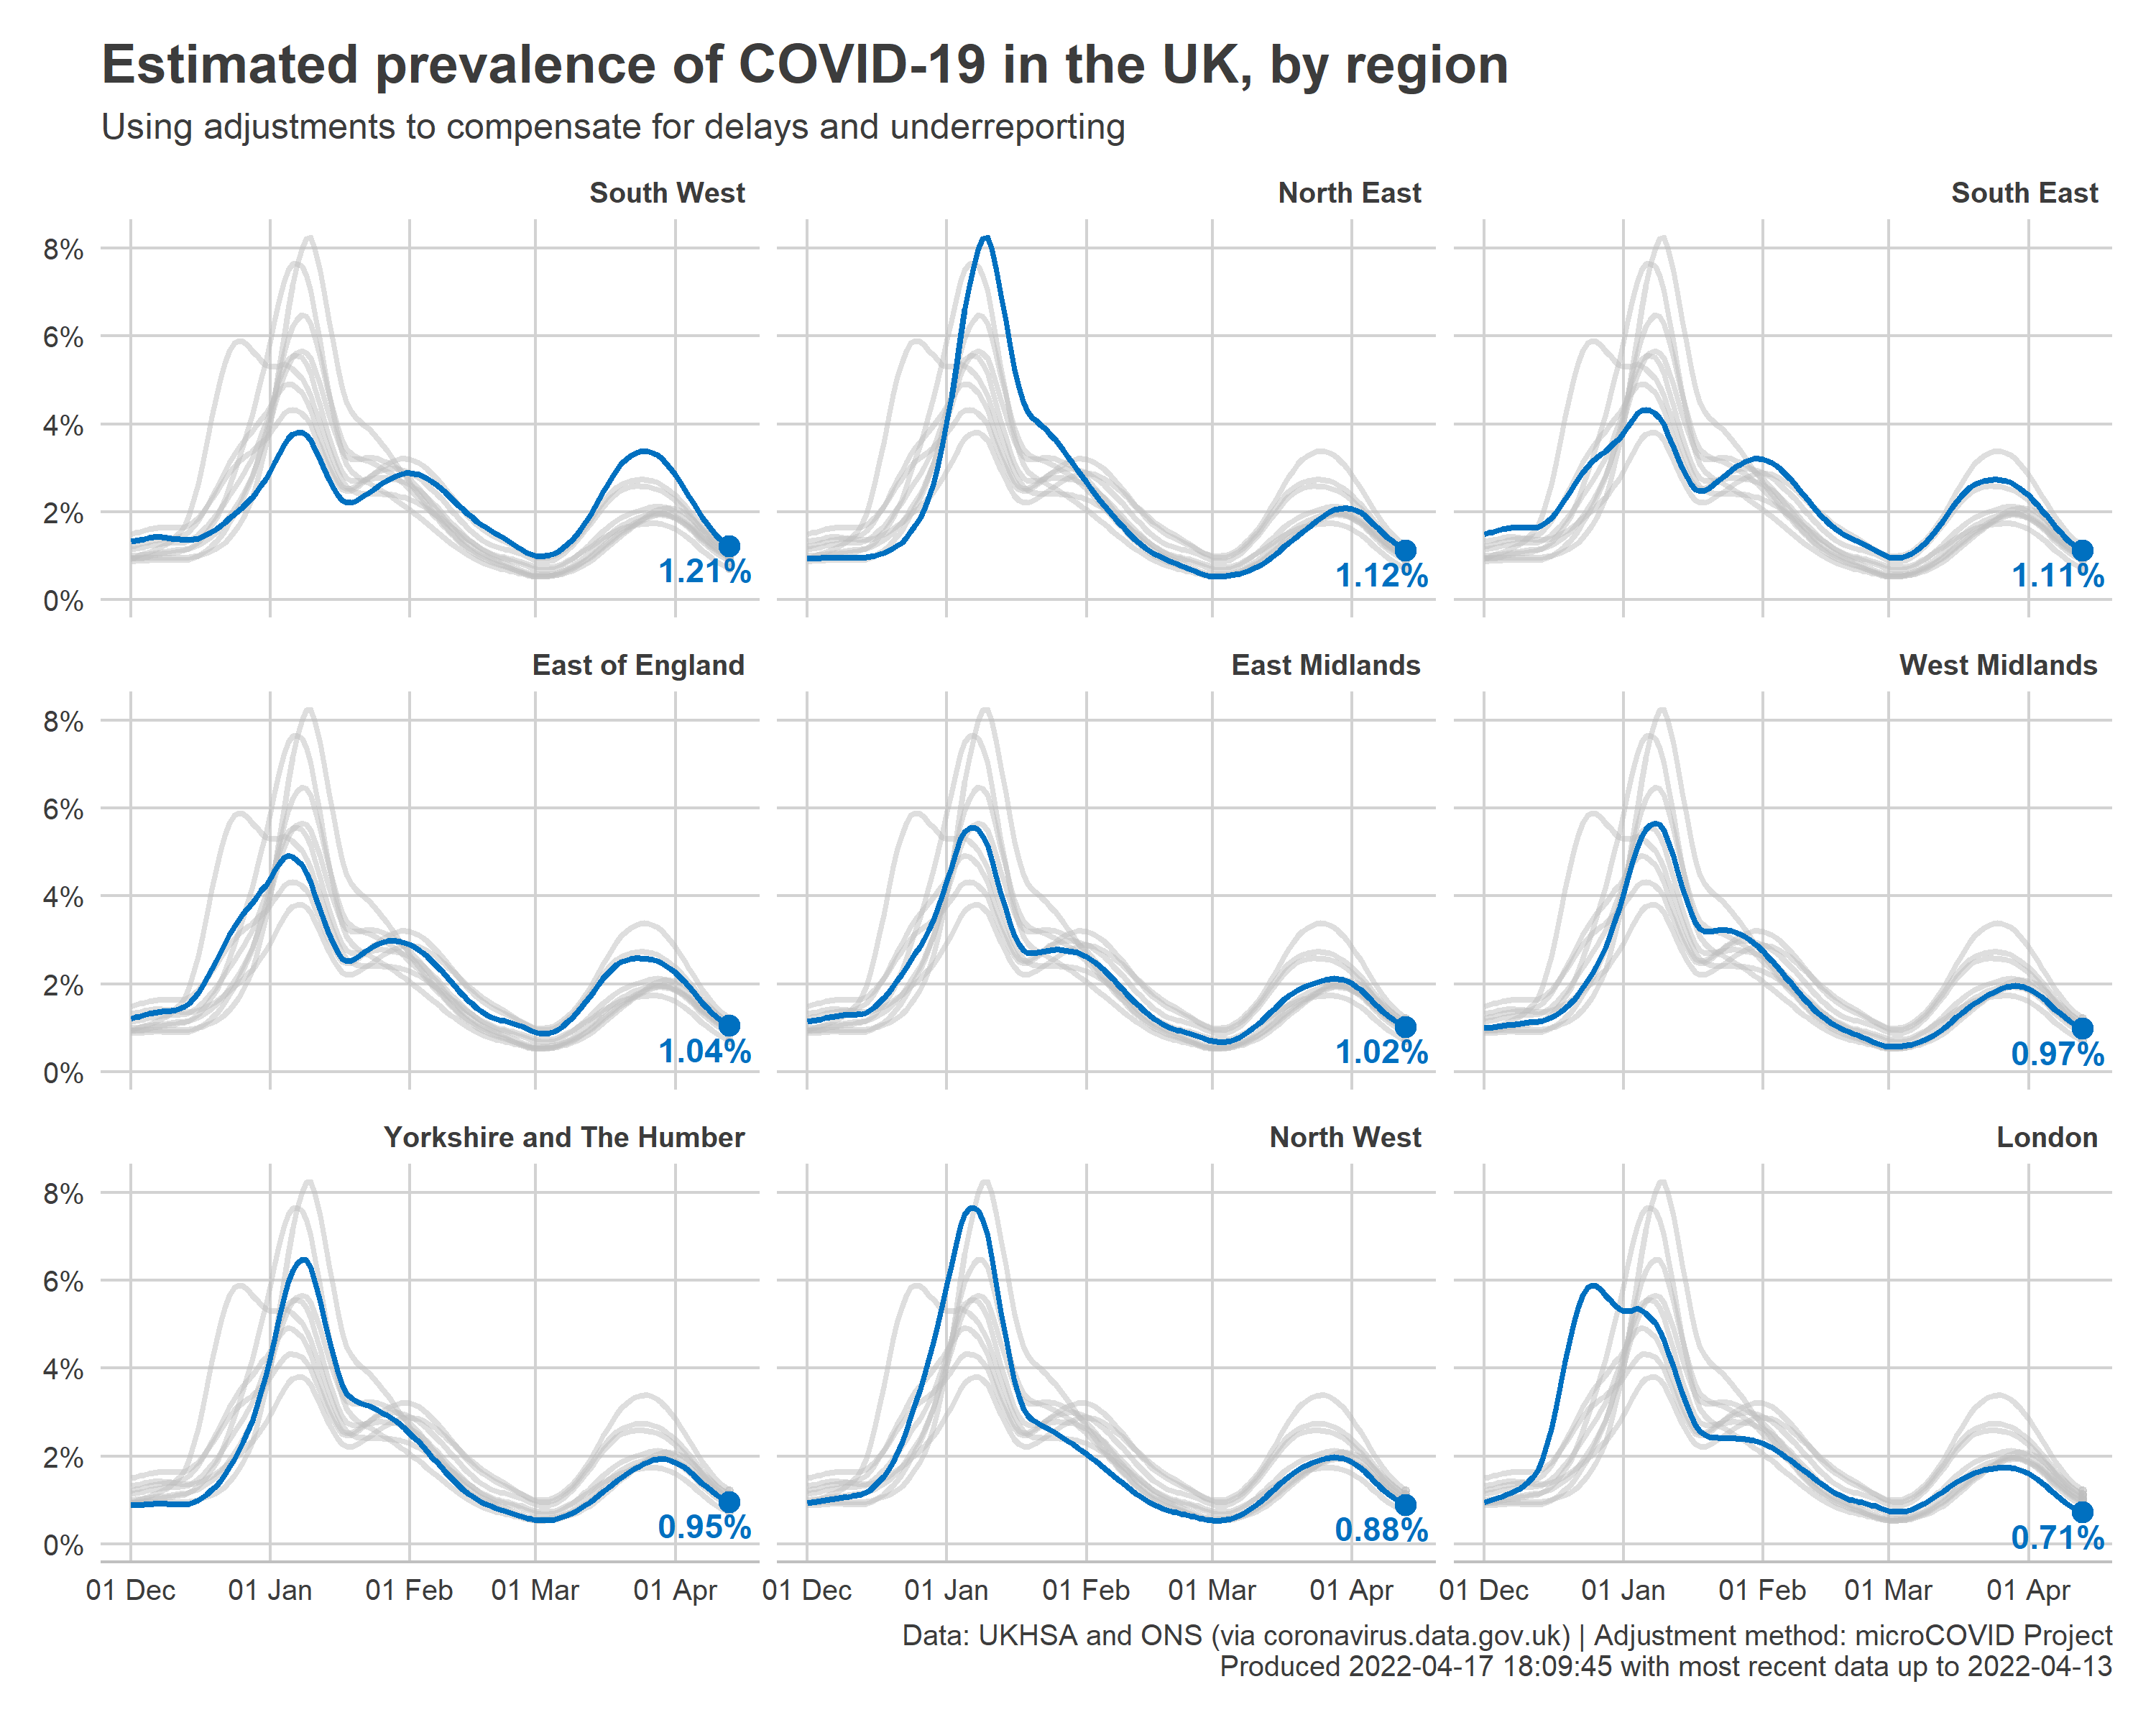 Estimated prevalence of COVID-19 in the UK, by region
Using adjustments to compensate for delays and underreporting
South West
North East
South East
8%
6%
4%
2%
0%
1.21%
1.12%
1.11%
East of England
East Midlands
West Midlands
8%
6%
4%
2%
0%
1.04%
1.02%
0.97%
Yorkshire and The Humber
North West
London
8%
6%
4%
2%
0%
0.95%
0.88%
0.71%
01 Dec 01 Jan 01 Feb 01 Mar 01 Apr 01 Dec 01 Jan 01 Feb 01 Mar 01 Apr 01 Dec 01 Jan 01 Feb 01 Mar 01 Apr
Data: UKHSA and ONS (via coronavirus.data.gov.uk) | Adjustment method: microCOVID Project
Produced 2022-04-17 18:09:45 with most recent data up to 2022-04-13